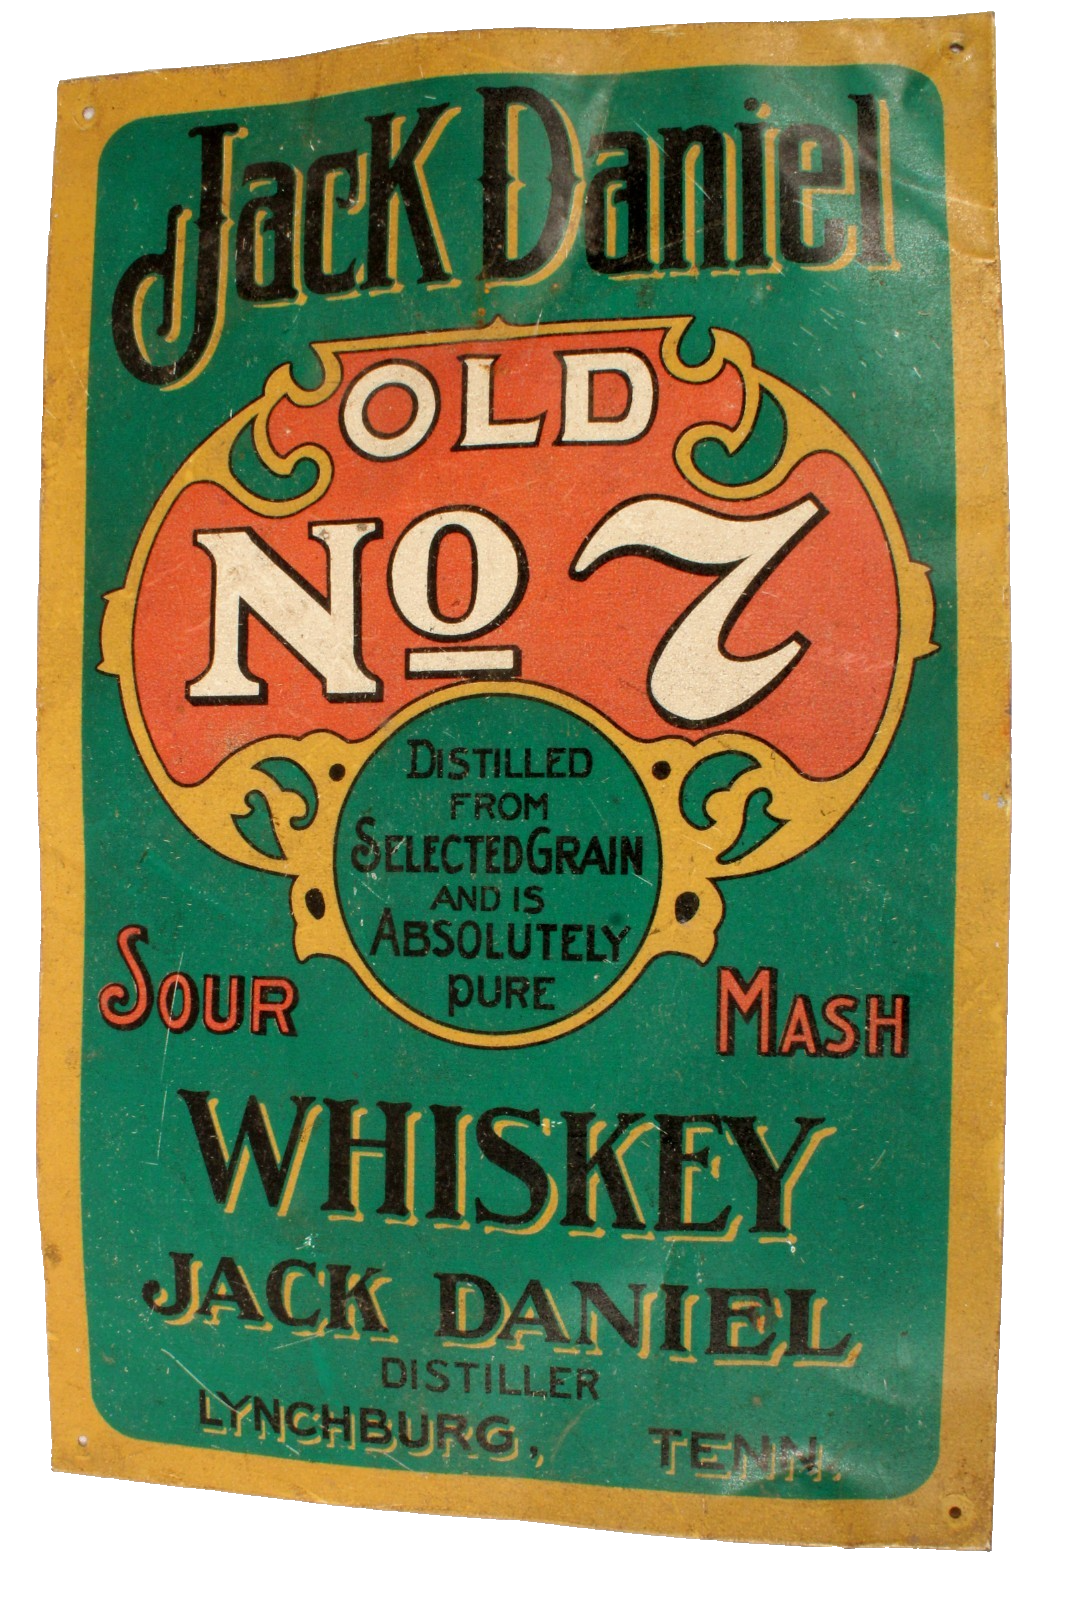 Jack Daniel
OLD
Nº 7
DISTILLED
FROM
SELECTED GRAIN
AND IS
ABSOLUTELY
PURE
SOUR MASH
WHISKEY
JACK DANIEL
DISTILLER
LYNCHBURG, TENN.